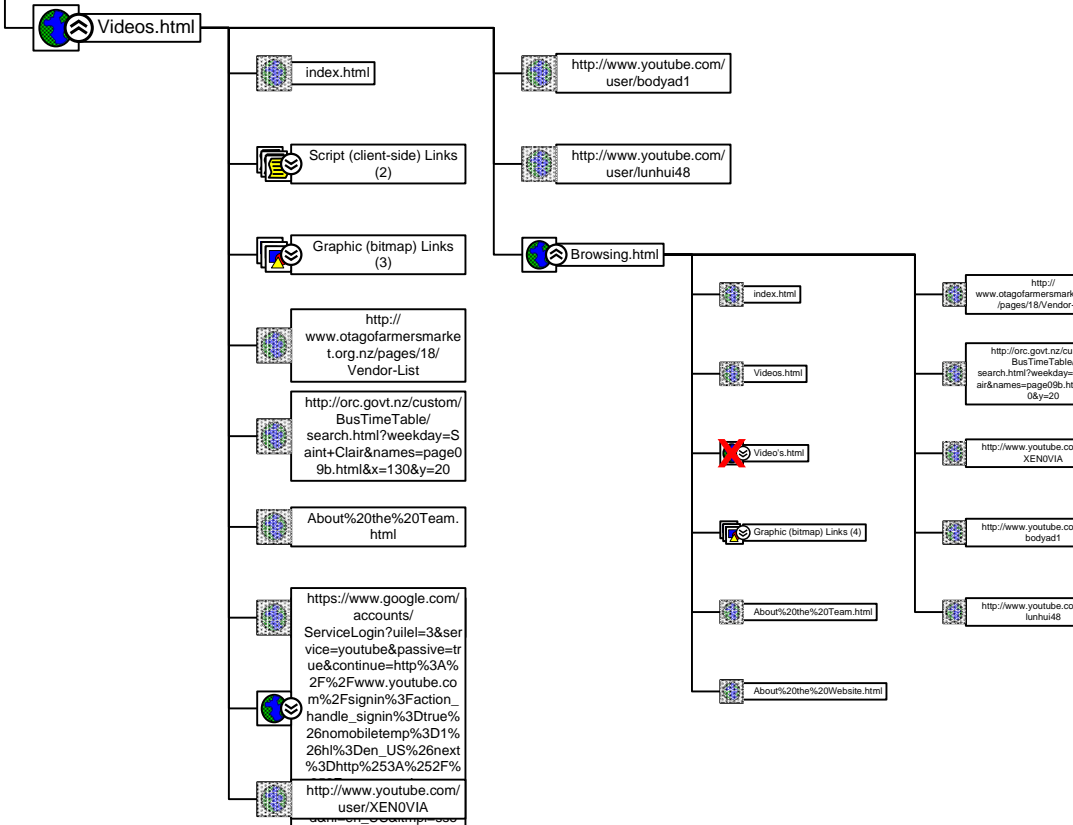 Videos.html
index.html
Script (client-side) Links
(2)
Graphic (bitmap) Links
(3)
http://
www.otagofarmersmarke
t.org.nz/pages/18/
Vendor-List
http://orc.govt.nz/custom/
BusTimeTable/
search.html?weekday=S
aint+Clair&names=page0
9b.html&x=130&y=20
About%20the%20Team.
html
https://www.google.com/
accounts/
ServiceLogin?uilel=3&ser
vice=youtube&passive=tr
ue&continue=http%3A%
2F%2Fwww.youtube.co
m%2Fsignin%3Faction_
handle_signin%3Dtrue%
26nomobiletemp%3D1%
26hl%3Den_US%26next
%3Dhttp%253A%252F%
http://www.youtube.com/
user/XEN0VIA
http://www.youtube.com/
user/bodyad1
http://www.youtube.com/
user/lunhui48
Browsing.html
index.html
Videos.html
Video's.html
Graphic (bitmap) Links (4)
About%20the%20Team.html
About%20the%20Website.html
http://
www.otagofarmersmark
/pages/18/Vendor-
http://orc.govt.nz/cu
BusTimeTable/
search.html?weekday=
air&names=page09b.ht
0&y=20
http://www.youtube.co
XEN0VIA
http://www.youtube.co
bodyad1
http://www.youtube.co
lunhui48